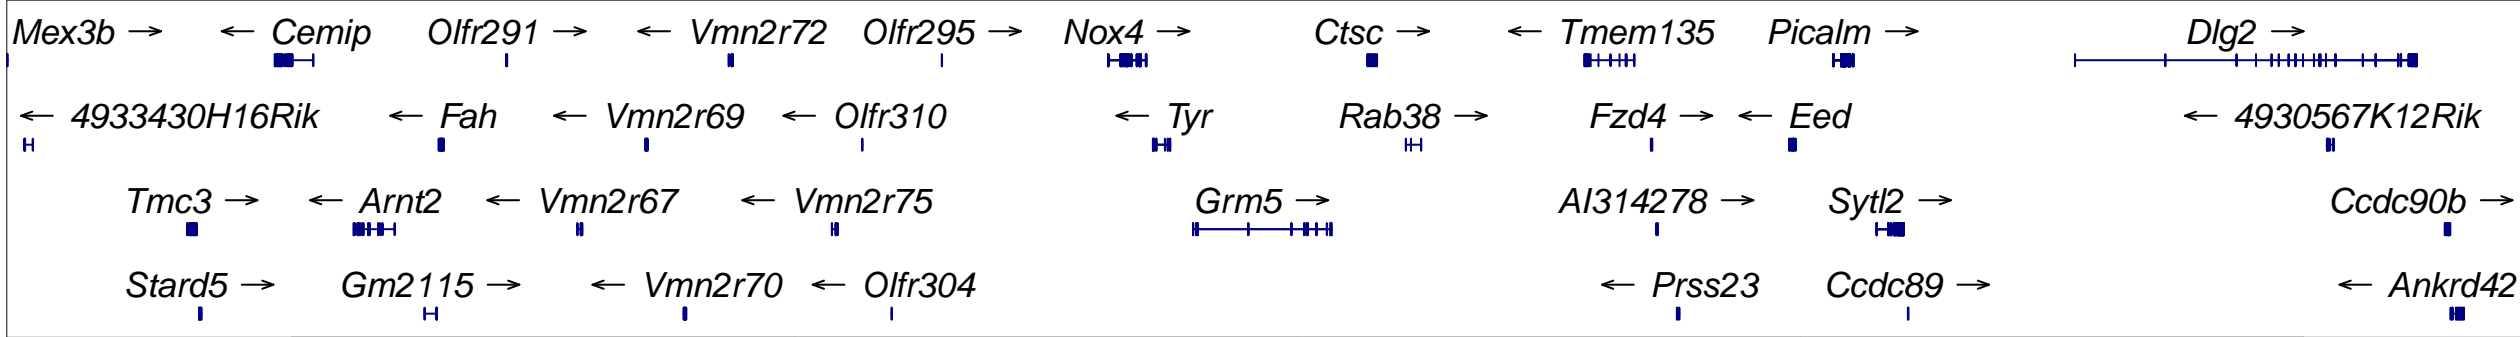 Mex3b → ← Cemip Olfr291 → ← Vmn2r72 Olfr295 → Nox4 → Ctsc → ← Tmem135 Picalm → Dlg2 →
← 4933430H16Rik ← Fah ← Vmn2r69 ← Olfr310 ← Tyr Rab38 → Fzd4 → ← Eed ← 4930567K12Rik
Tmc3 → ← Arnt2 ← Vmn2r67 ← Vmn2r75 Grm5 → AI314278 → Sytl2 → Ccdc90b →
Stard5 → Gm2115 → ← Vmn2r70 ← Olfr304 ← Prss23 Ccdc89 → ← Ankrd42